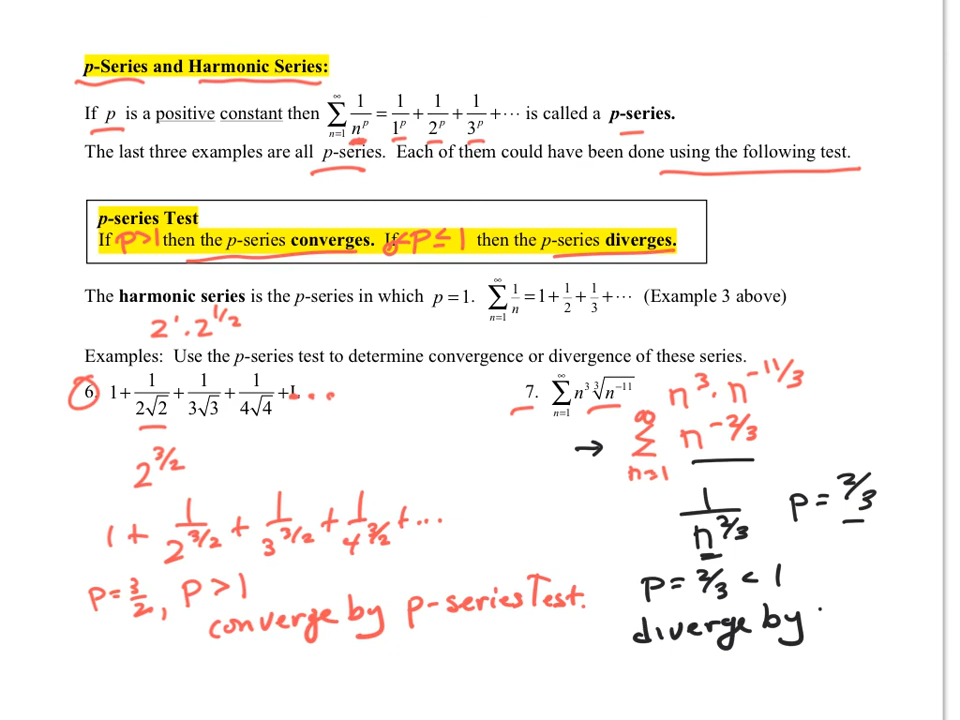 p-Series and Harmonic Series:
If p is a positive constant then ∑_{n=1}^{∞} 1/n^p = 1/1^p + 1/2^p + 1/3^p + ⋯ is called a p-series.
The last three examples are all p-series. Each of them could have been done using the following test.
p-series Test
If p>1 then the p-series converges. If p ≤ 1 then the p-series diverges.
The harmonic series is the p-series in which p = 1. ∑_{n=1}^{∞} 1/n = 1 + 1/2 + 1/3 + ⋯ (Example 3 above)
2^1 · 2^{1/2}
Examples: Use the p-series test to determine convergence or divergence of these series.
6. 1 + 1/(2√2) + 1/(3√3) + 1/(4√4) + ...
7. ∑_{n=1}^{∞} n^3 ∛(n^{-11})
n^3 · n^{-11/3}
→ ∑_{n=1}^{∞} n^{-2/3}
2^{3/2}
1 + 1/2^{3/2} + 1/3^{3/2} + 1/4^{3/2} + ...
1/n^{2/3} p = 2/3
p = 3/2, p > 1
converge by p-series Test.
p = 2/3 < 1
diverge by